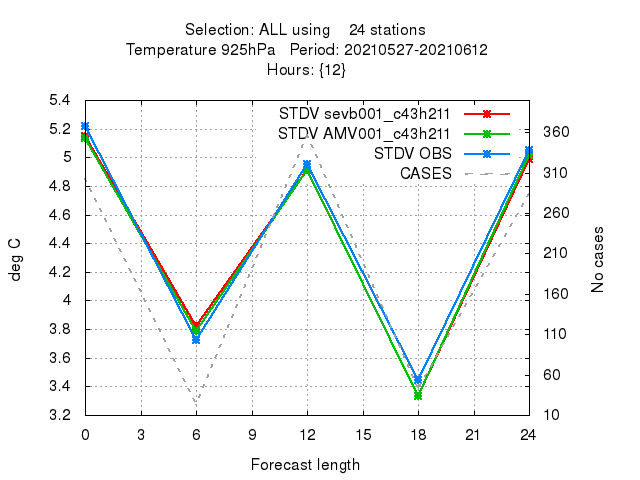 Selection: ALL using    24 stations
Temperature 925hPa   Period: 20210527-20210612
Hours: {12}
STDV sevb001_c43h211
STDV AMV001_c43h211
STDV OBS
CASES
5.4
5.2
5
4.8
4.6
4.4
4.2
4
3.8
3.6
3.4
3.2
deg C
360
310
260
210
160
110
60
10
No cases
0 3 6 9 12 15 18 21 24
Forecast length